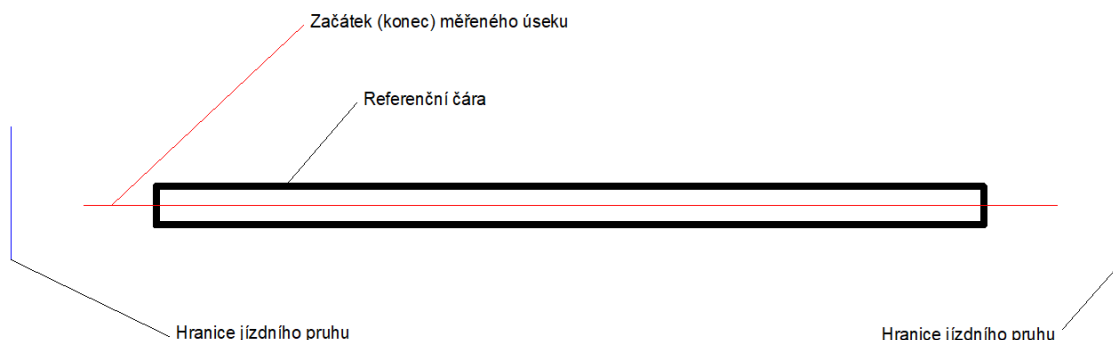 Začátek (konec) měřeného úseku
Referenční čára
Hranice jízdního pruhu
Hranice jízdního pruhu